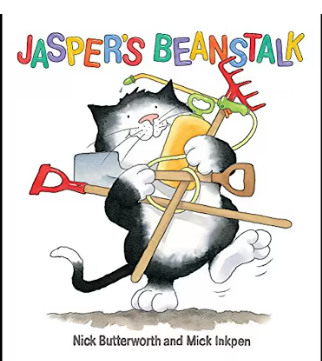 JASPER'S BEANSTALK
Nick Butterworth and Mick Inkpen